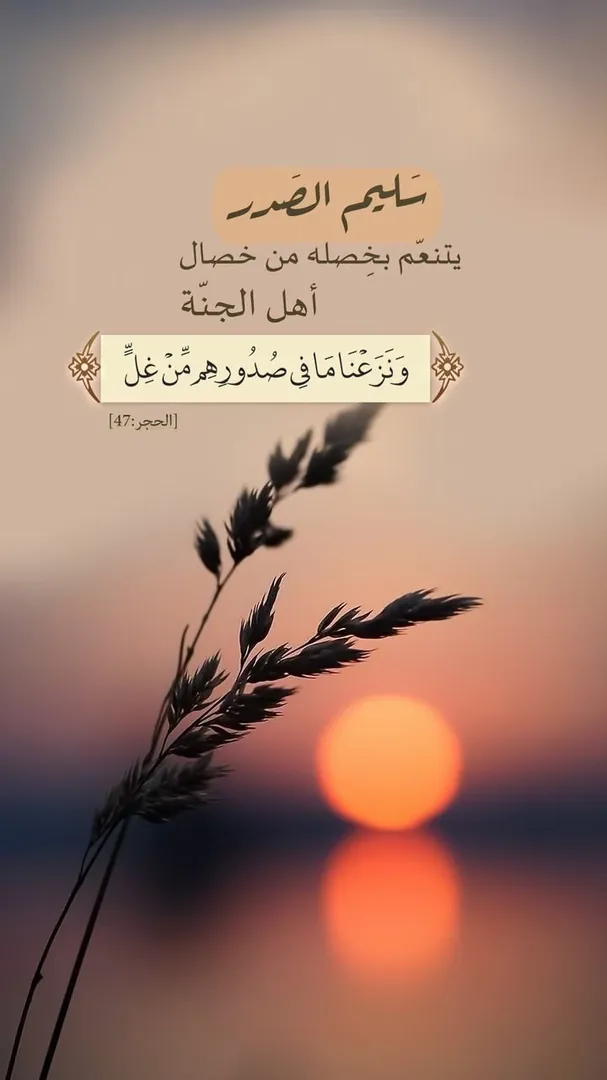 سَليم الصَدر
يتنعّم بخِصله من خصال
أهل الجنّة
وَنَزَعْنَا مَا فِي صُدُورِهِم مِّنْ غِلٍّ
[الحجر:47]